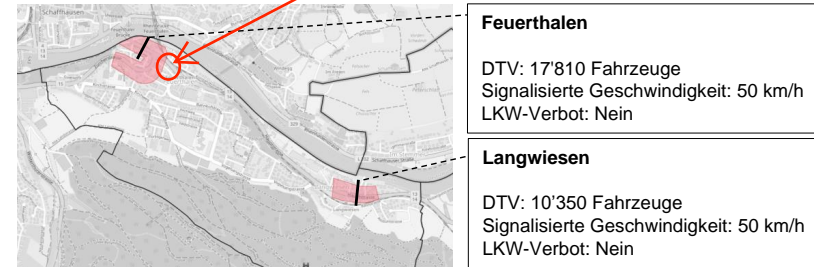 Schaffhausen
Feuerthalen
DTV: 17'810 Fahrzeuge
Signalisierte Geschwindigkeit: 50 km/h
LKW-Verbot: Nein
Langwiesen
DTV: 10’350 Fahrzeuge
Signalisierte Geschwindigkeit: 50 km/h
LKW-Verbot: Nein